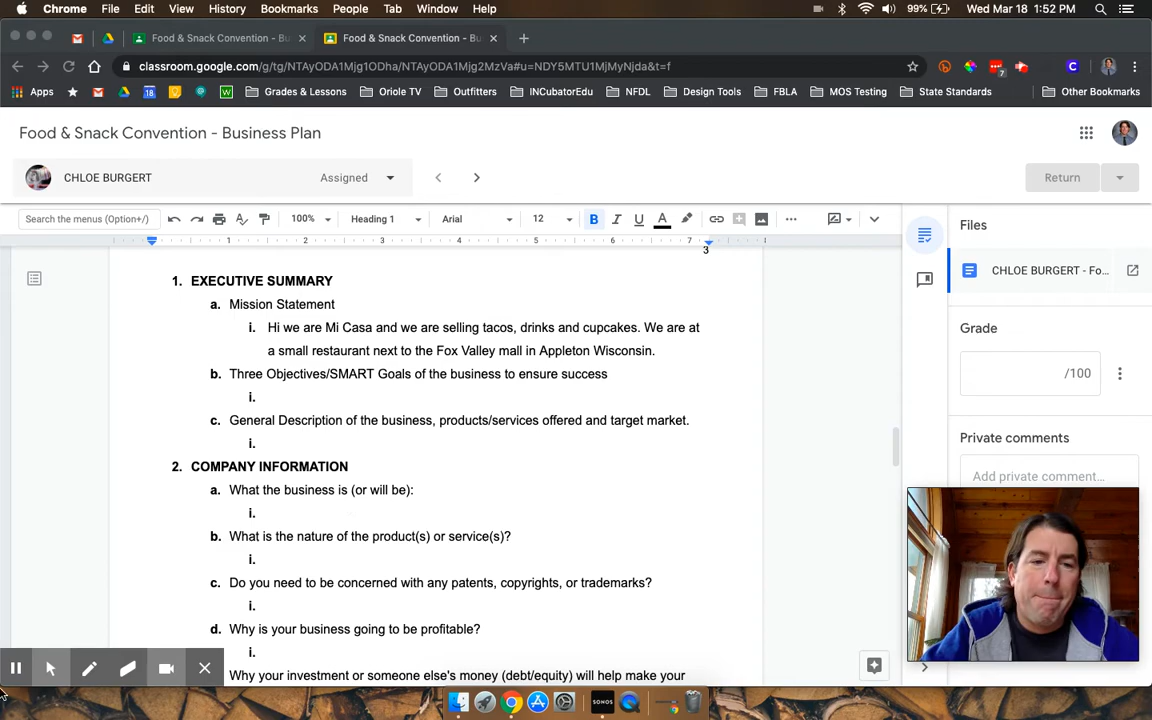 Chrome File Edit View History Bookmarks People Tab Window Help 99% Wed Mar 18 1:52 PM
Food & Snack Convention - Bu Food & Snack Convention - Bu
classroom.google.com/g/tg/NTAyODA1Mjg1ODha/NTAyODA1Mjg2MzVa#u=NDY5MTU1MjMyNjda&t=f
Apps Grades & Lessons Oriole TV Outfitters INCubatorEdu NFDL Design Tools FBLA MOS Testing State Standards Other Bookmarks
Food & Snack Convention - Business Plan
CHLOE BURGERT Assigned Return
Search the menus (Option+/) 100% Heading 1 Arial 12 B I U A Files
1 2 3 4 5 6 7
3
CHLOE BURGERT - Fo...
1. EXECUTIVE SUMMARY
a. Mission Statement
i. Hi we are Mi Casa and we are selling tacos, drinks and cupcakes. We are at
a small restaurant next to the Fox Valley mall in Appleton Wisconsin.
b. Three Objectives/SMART Goals of the business to ensure success
i.
c. General Description of the business, products/services offered and target market.
i.
2. COMPANY INFORMATION
a. What the business is (or will be):
i.
b. What is the nature of the product(s) or service(s)?
i.
c. Do you need to be concerned with any patents, copyrights, or trademarks?
i.
d. Why is your business going to be profitable?
i.
Why your investment or someone else's money (debt/equity) will help make your
Grade
/100
Private comments
Add private comment...
SONOS